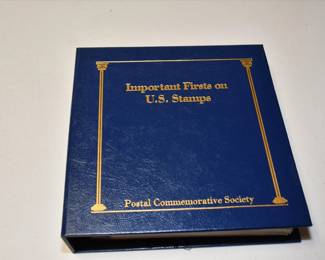 Important Firsts on
U.S. Stamps
Postal Commemorative Society